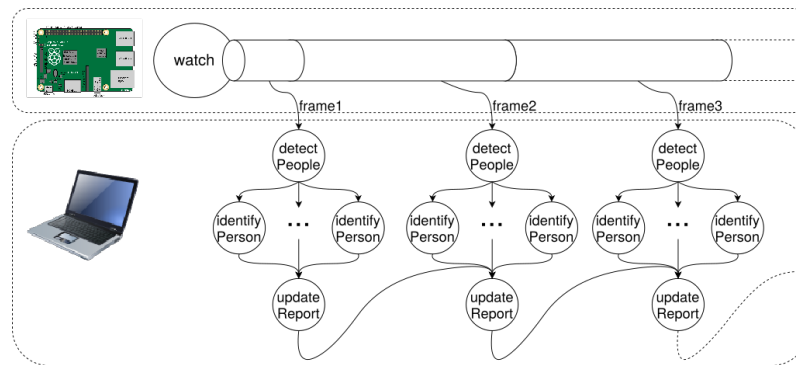 watch
frame1
frame2
frame3
detect
People
detect
People
detect
People
identify
Person
...
identify
Person
identify
Person
...
identify
Person
identify
Person
...
identify
Person
update
Report
update
Report
update
Report